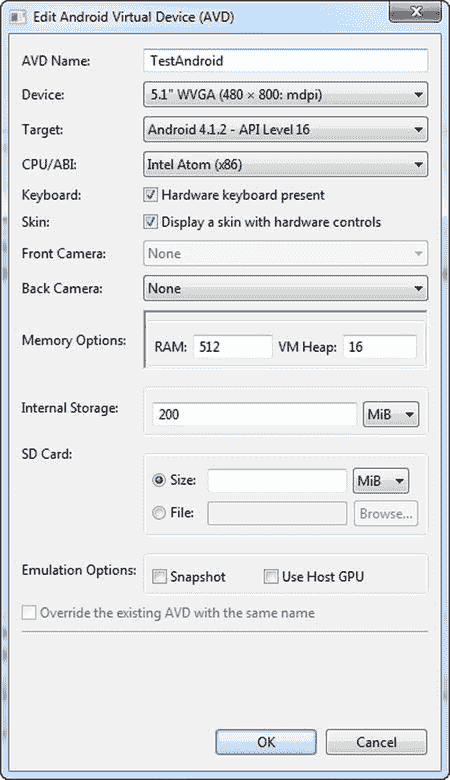 Edit Android Virtual Device (AVD)
AVD Name: TestAndroid
Device: 5.1" WVGA (480 × 800: mdpi)
Target: Android 4.1.2 - API Level 16
CPU/ABI: Intel Atom (x86)
Keyboard: Hardware keyboard present
Skin: Display a skin with hardware controls
Front Camera: None
Back Camera: None
Memory Options: RAM: 512 VM Heap: 16
Internal Storage: 200 MiB
SD Card:
Size: MiB
File: Browse...
Emulation Options: Snapshot Use Host GPU
Override the existing AVD with the same name
OK Cancel